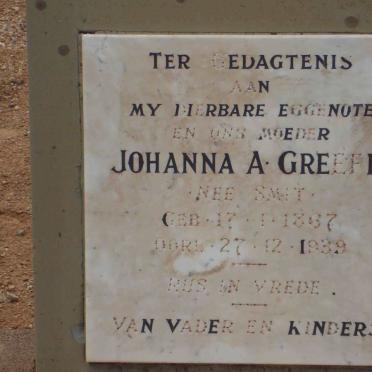 TER GEDAGTENIS
AAN
MY DIERBARE EGGENOTE
EN ONS MOEDER
JOHANNA A. GREEFF
NEE SMIT
GEB. 17. 1. 1867
OORL. 27. 12. 1939
RUS IN VREDE.
VAN VADER EN KINDERS